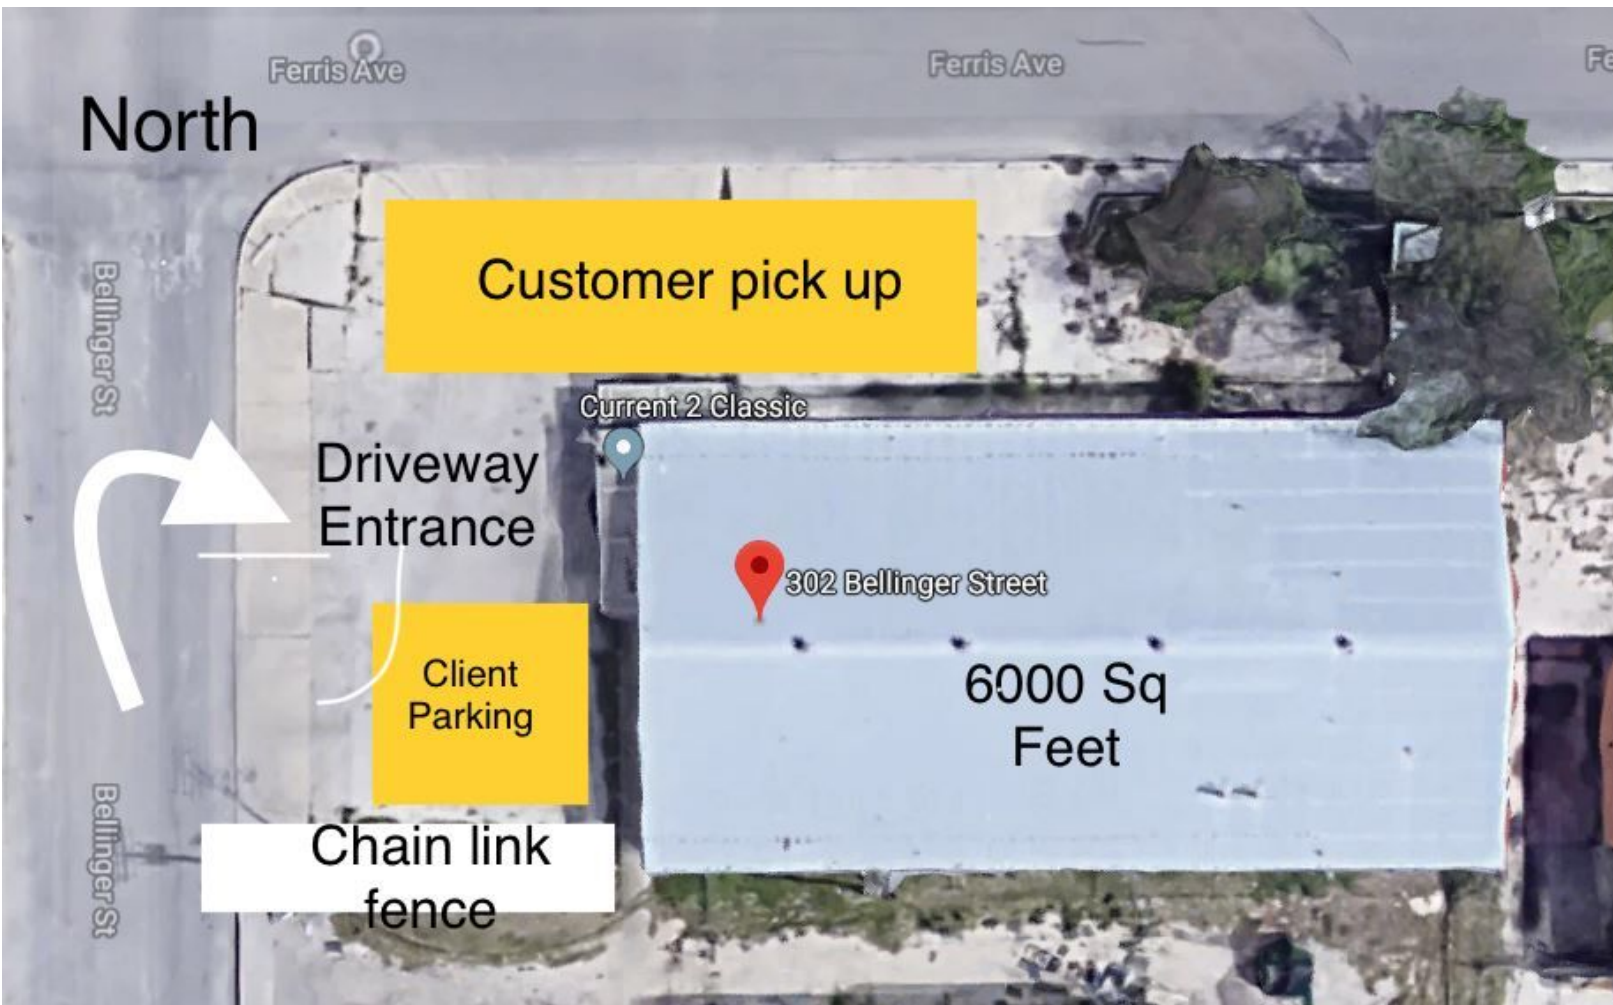 Ferris Ave
Ferris Ave
Fe
North
Bellinger St
Customer pick up
Current 2 Classic
Driveway
Entrance
302 Bellinger Street
Client
Parking
6000 Sq
Feet
Bellinger St
Chain link
fence